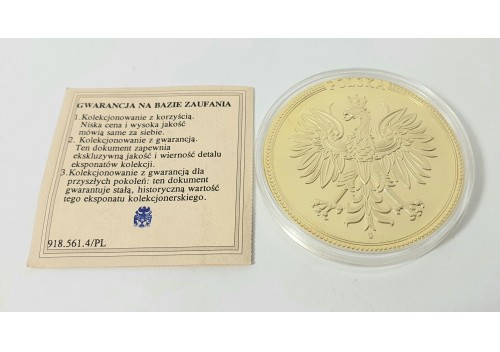 GWARANCJA NA BAZIE ZAUFANIA
1.Kolekcjonowanie z korzyścią.
Niska cena i wysoka jakość
mówią same za siebie.
2. Kolekcjonowanie z gwarancją.
Ten dokument zapewnia
ekskluzywną jakość i wierność detalu
eksponatów kolekcji.
3.Kolekcjonowanie z gwarancją dla
przyszłych pokoleń: ten dokument
gwarantuje stałą, historyczną wartość
tego eksponatu kolekcjonerskiego.
918.561.4/PL
POLSKA